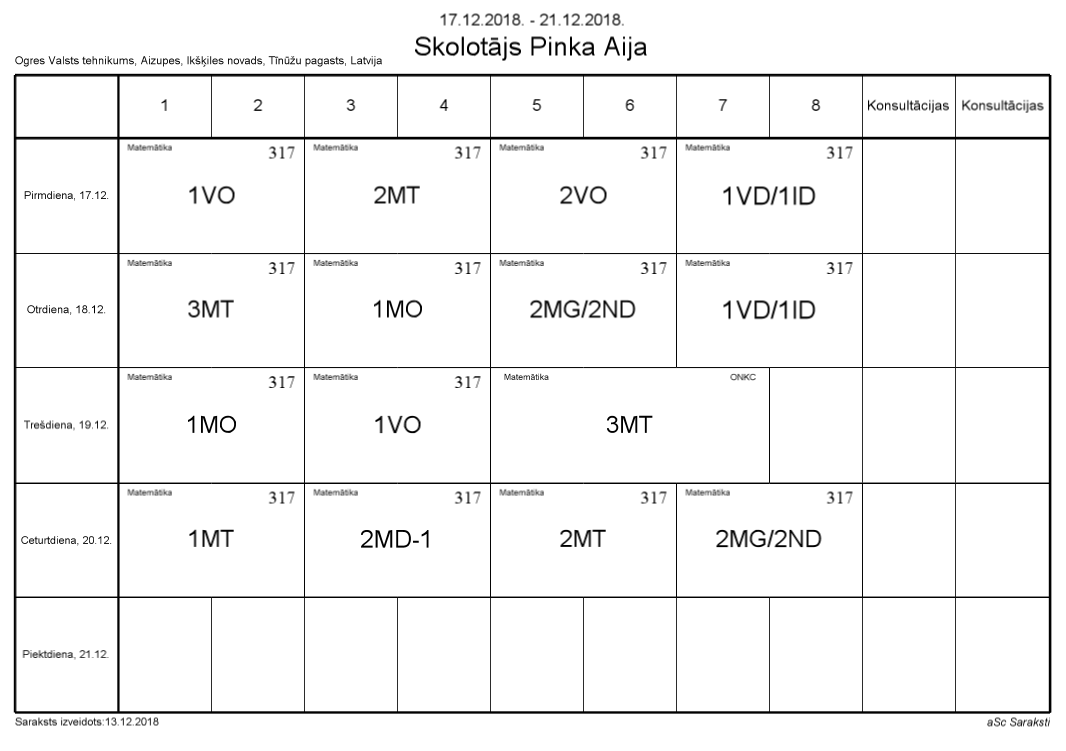 17.12.2018. - 21.12.2018.
Skolotājs Pinka Aija
Ogres Valsts tehnikums, Aizupes, Ikšķiles novads, Tīnūžu pagasts, Latvija
1 2 3 4 5 6 7 8 Konsultācijas Konsultācijas
Matemātika 317 Matemātika 317 Matemātika 317 Matemātika 317
Pirmdiena, 17.12. 1VO 2MT 2VO 1VD/1ID
Matemātika 317 Matemātika 317 Matemātika 317 Matemātika 317
Otrdiena, 18.12. 3MT 1MO 2MG/2ND 1VD/1ID
Matemātika 317 Matemātika 317 Matemātika ONKC
Trešdiena, 19.12. 1MO 1VO 3MT
Matemātika 317 Matemātika 317 Matemātika 317 Matemātika 317
Ceturtdiena, 20.12. 1MT 2MD-1 2MT 2MG/2ND
Piektdiena, 21.12.
Saraksts izveidots:13.12.2018 aSc Saraksti